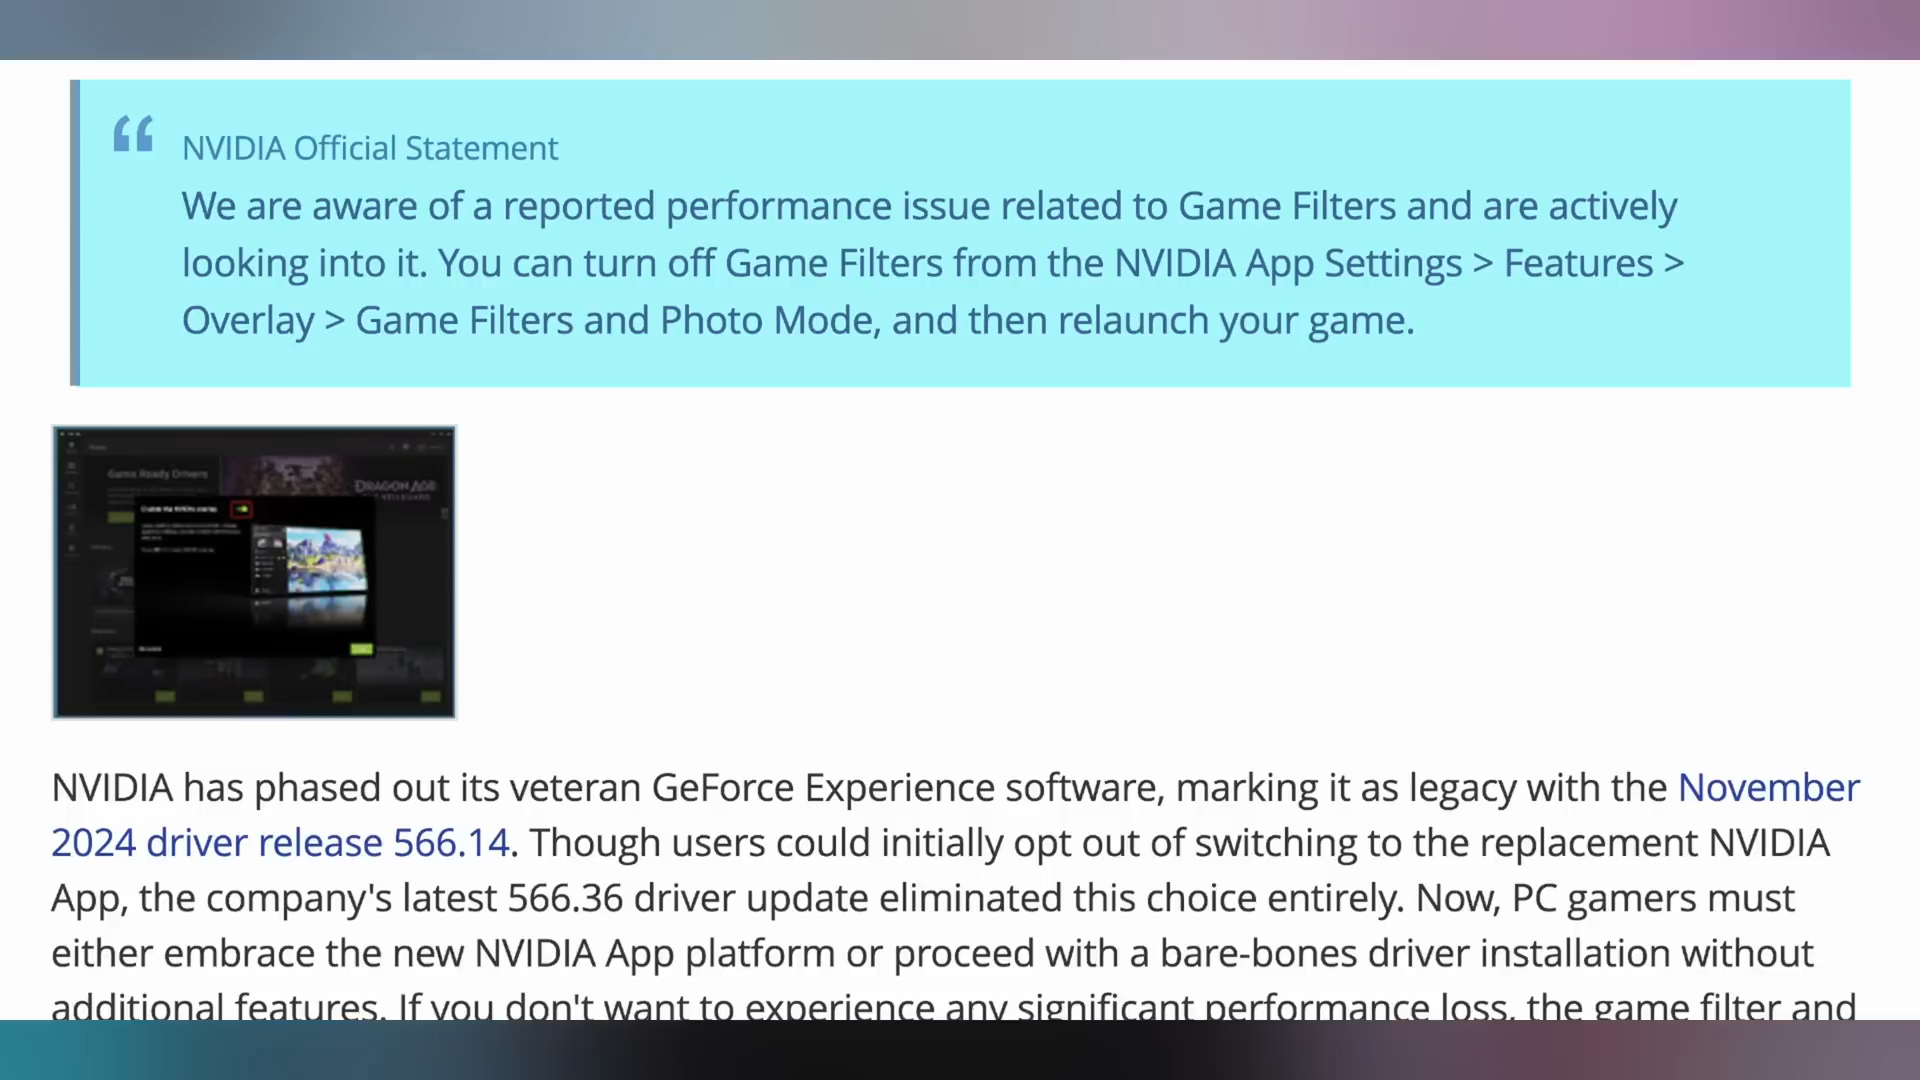 NVIDIA Official Statement
We are aware of a reported performance issue related to Game Filters and are actively
looking into it. You can turn off Game Filters from the NVIDIA App Settings > Features >
Overlay > Game Filters and Photo Mode, and then relaunch your game.
Game Ready Drivers
DRAGON AGE
NVIDIA has phased out its veteran GeForce Experience software, marking it as legacy with the November
2024 driver release 566.14. Though users could initially opt out of switching to the replacement NVIDIA
App, the company's latest 566.36 driver update eliminated this choice entirely. Now, PC gamers must
either embrace the new NVIDIA App platform or proceed with a bare-bones driver installation without
additional features. If you don't want to experience any significant performance loss, the game filter and